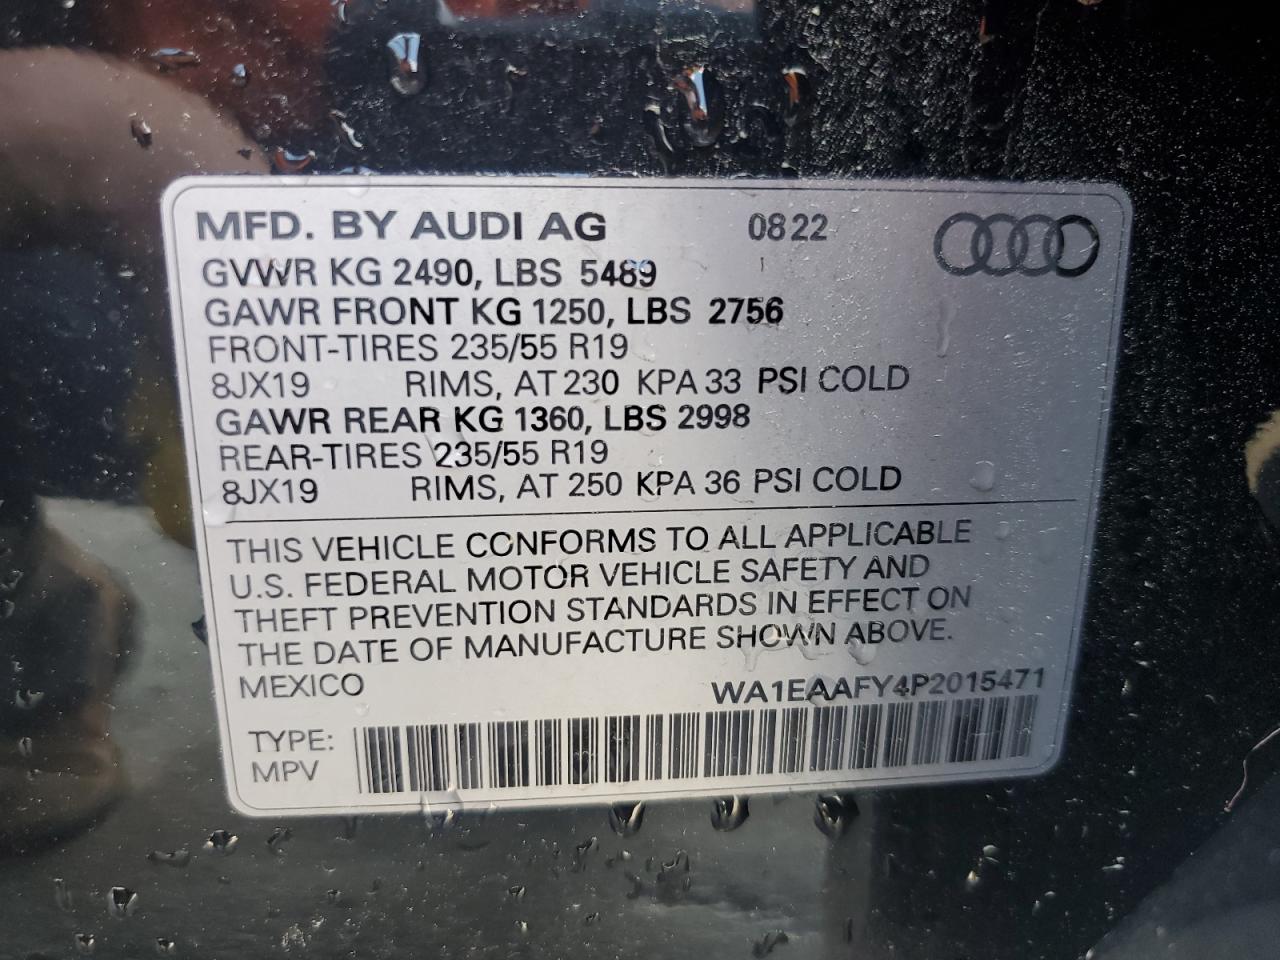 MFD. BY AUDI AG 0822
GVWR KG 2490, LBS 5489
GAWR FRONT KG 1250, LBS 2756
FRONT-TIRES 235/55 R19
8JX19 RIMS, AT 230 KPA 33 PSI COLD
GAWR REAR KG 1360, LBS 2998
REAR-TIRES 235/55 R19
8JX19 RIMS, AT 250 KPA 36 PSI COLD
THIS VEHICLE CONFORMS TO ALL APPLICABLE
U.S. FEDERAL MOTOR VEHICLE SAFETY AND
THEFT PREVENTION STANDARDS IN EFFECT ON
THE DATE OF MANUFACTURE SHOWN ABOVE.
MEXICO WA1EAAFY4P2015471
TYPE:
MPV